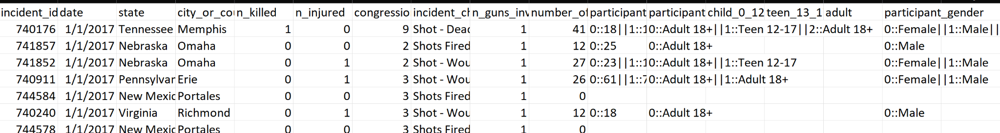 incident_id date state city_or_cou n_killed n_injured congressio incident_ch n_guns_inv number_of participant participant child_0_12 teen_13_1 adult participant_gender
740176 1/1/2017 Tennessee Memphis 1 0 9 Shot - Dead 1 41 0::18||1::1 0::Adult 18+||1::Teen 12-17||2::Adult 18+ 0::Female||1::Male||
741857 1/1/2017 Nebraska Omaha 0 0 2 Shots Fired 1 12 0::25 0::Adult 18+ 0::Male
741852 1/1/2017 Nebraska Omaha 0 1 2 Shot - Wou 1 27 0::23||1::1 0::Adult 18+||1::Teen 12-17 0::Female||1::Male
740911 1/1/2017 Pennsylvan Erie 0 1 3 Shot - Wou 1 26 0::61||1::7 0::Adult 18+||1::Adult 18+ 0::Female||1::Male
744584 1/1/2017 New Mexic Portales 0 0 3 Shots Fired 1 0
740240 1/1/2017 Virginia Richmond 0 1 3 Shot - Wou 1 12 0::18 0::Adult 18+ 0::Male
744578 1/1/2017 New Mexic Portales 0 0 3 Shots Fired 1 0